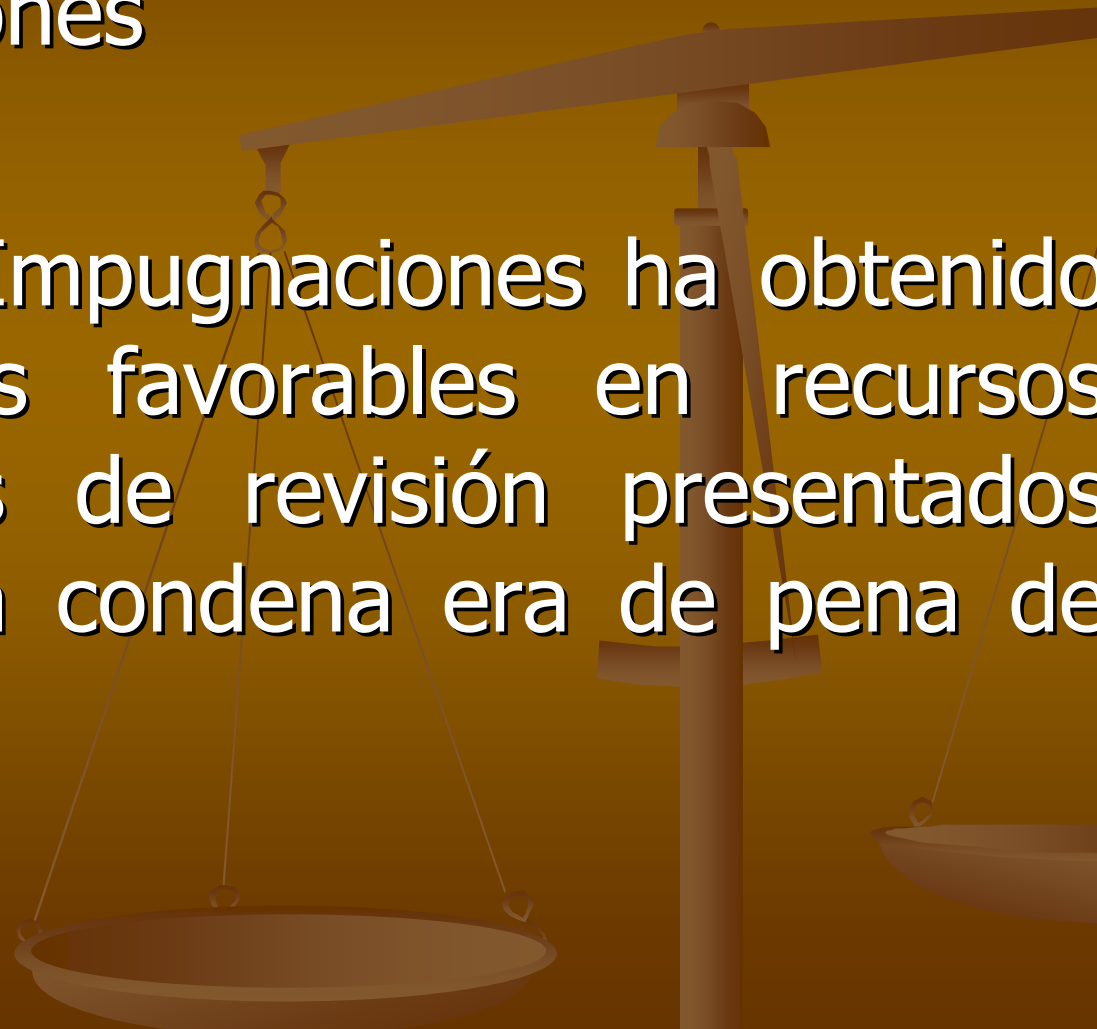 ones
Impugnaciones ha obtenido
s favorables en recursos
s de revisión presentados
condena era de pena de